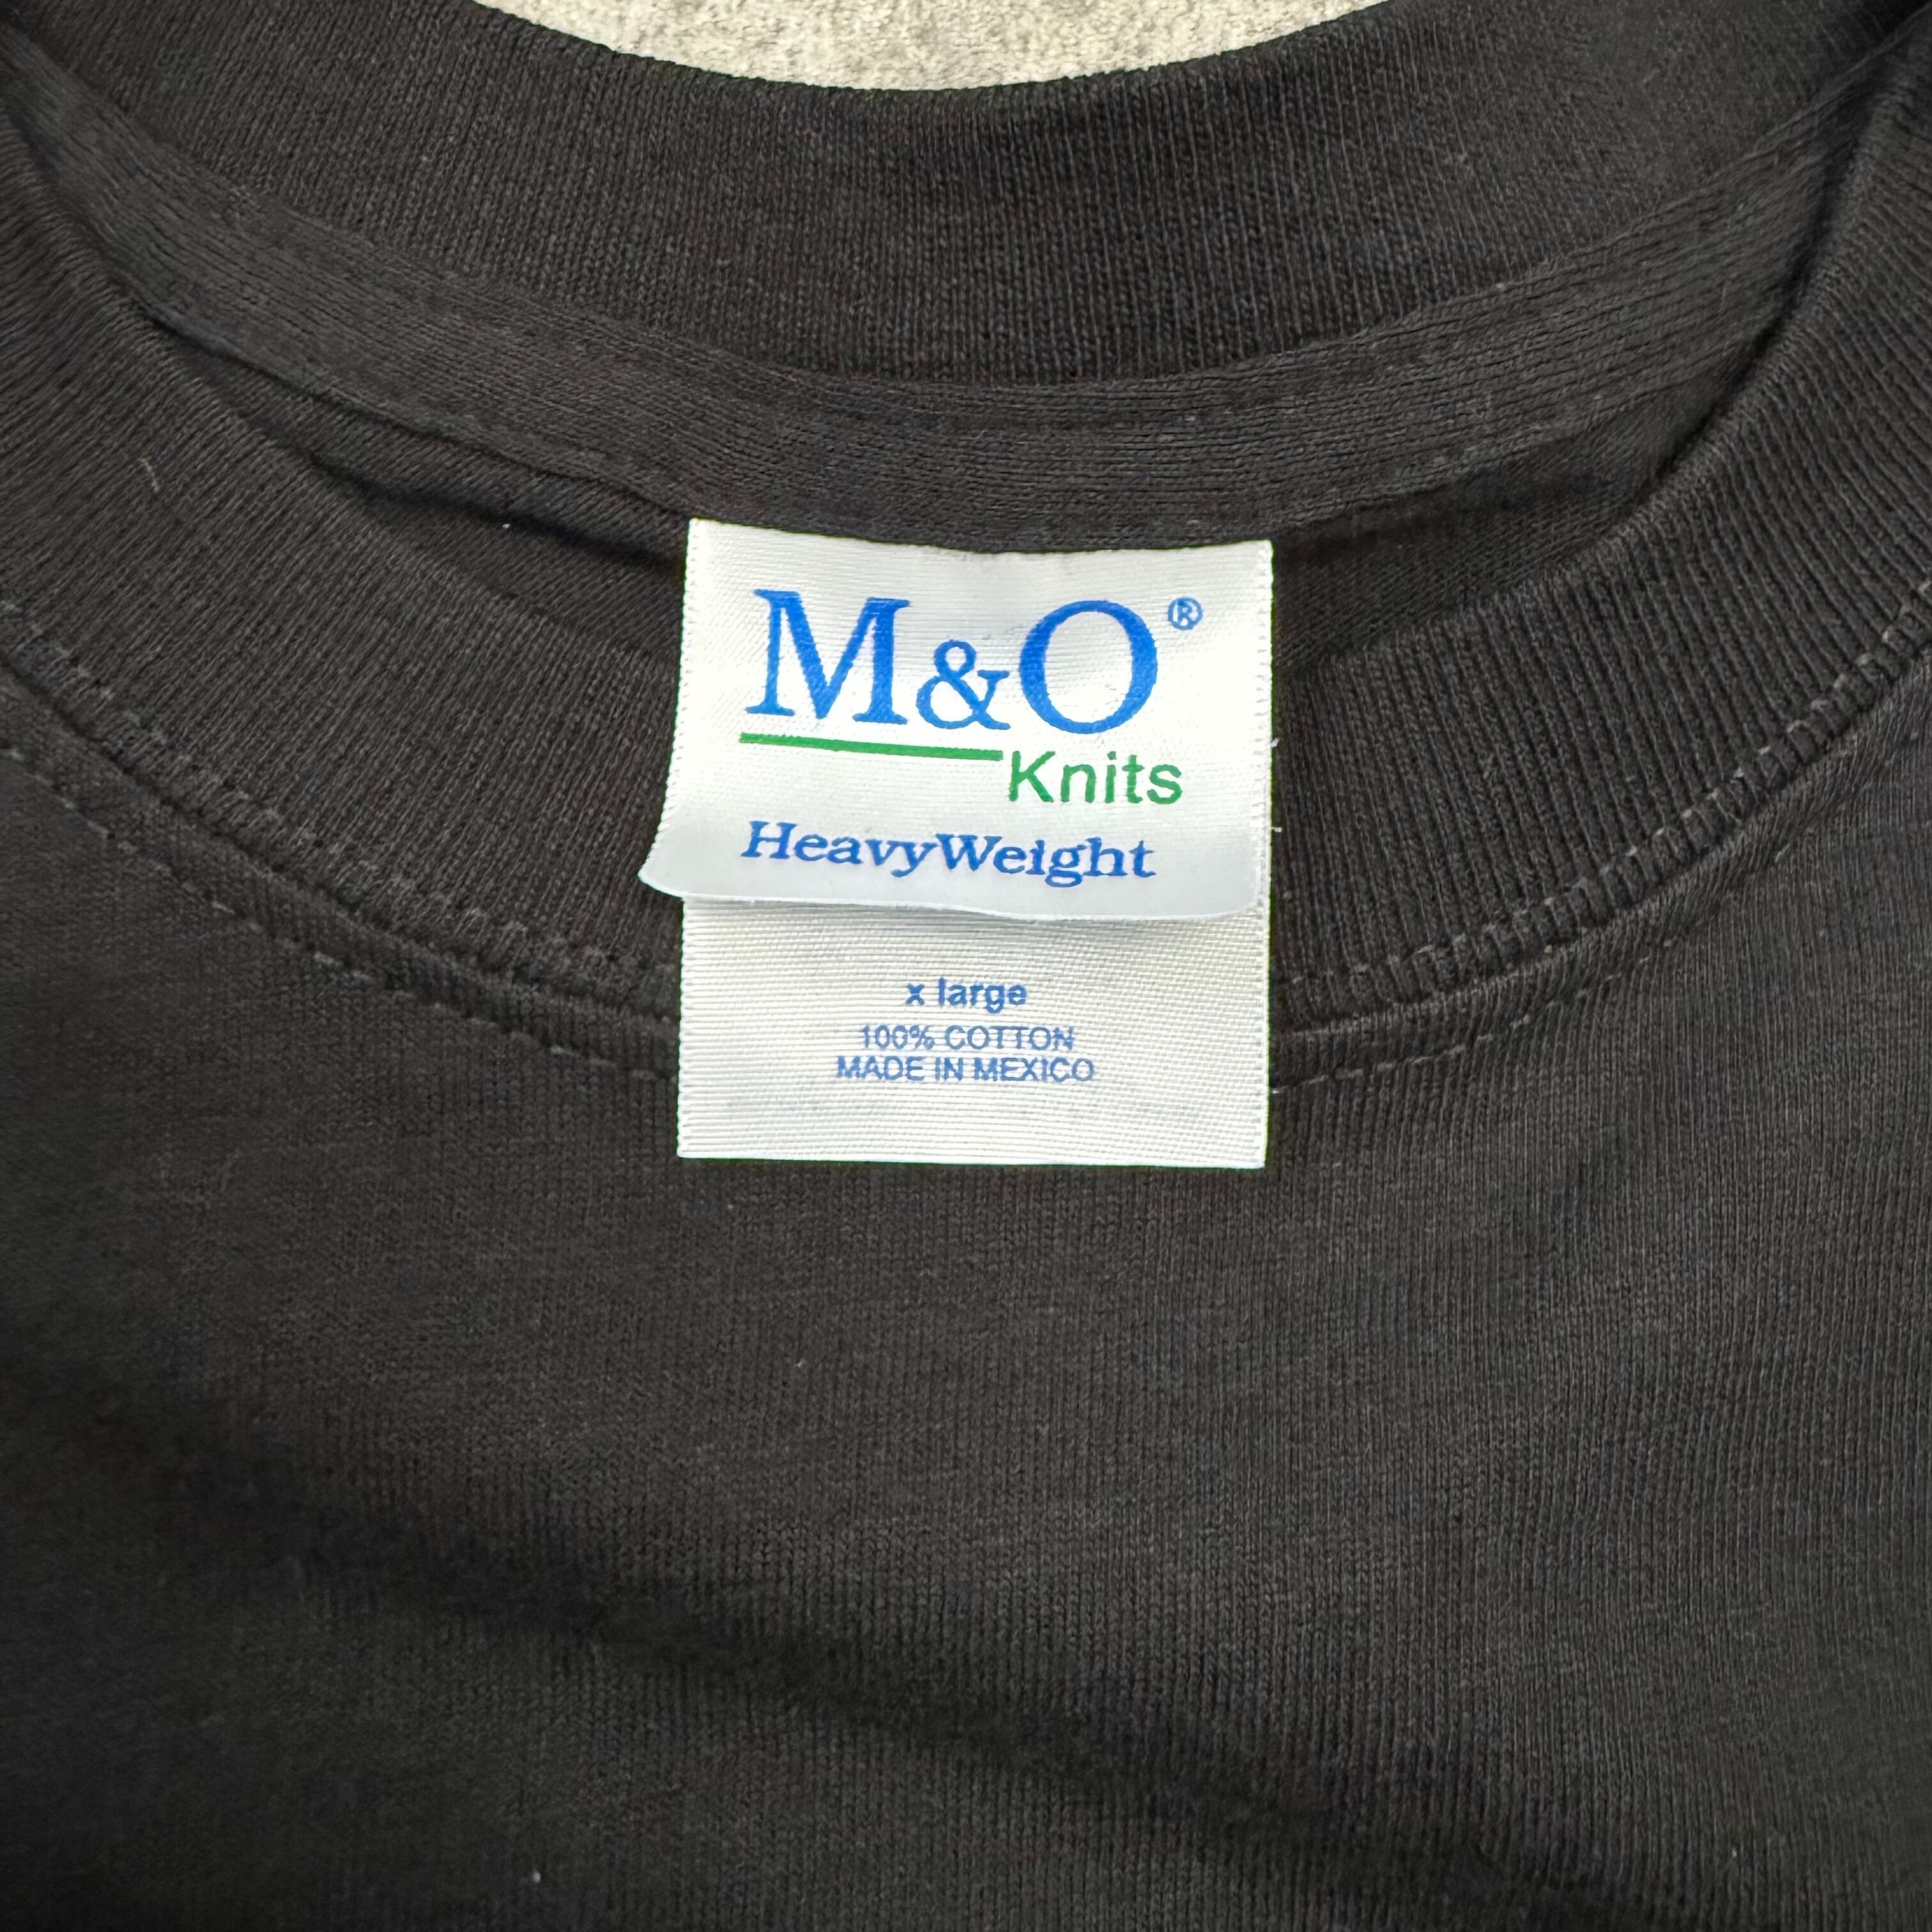 M&O®
Knits
HeavyWeight
x large
100% COTTON
MADE IN MEXICO